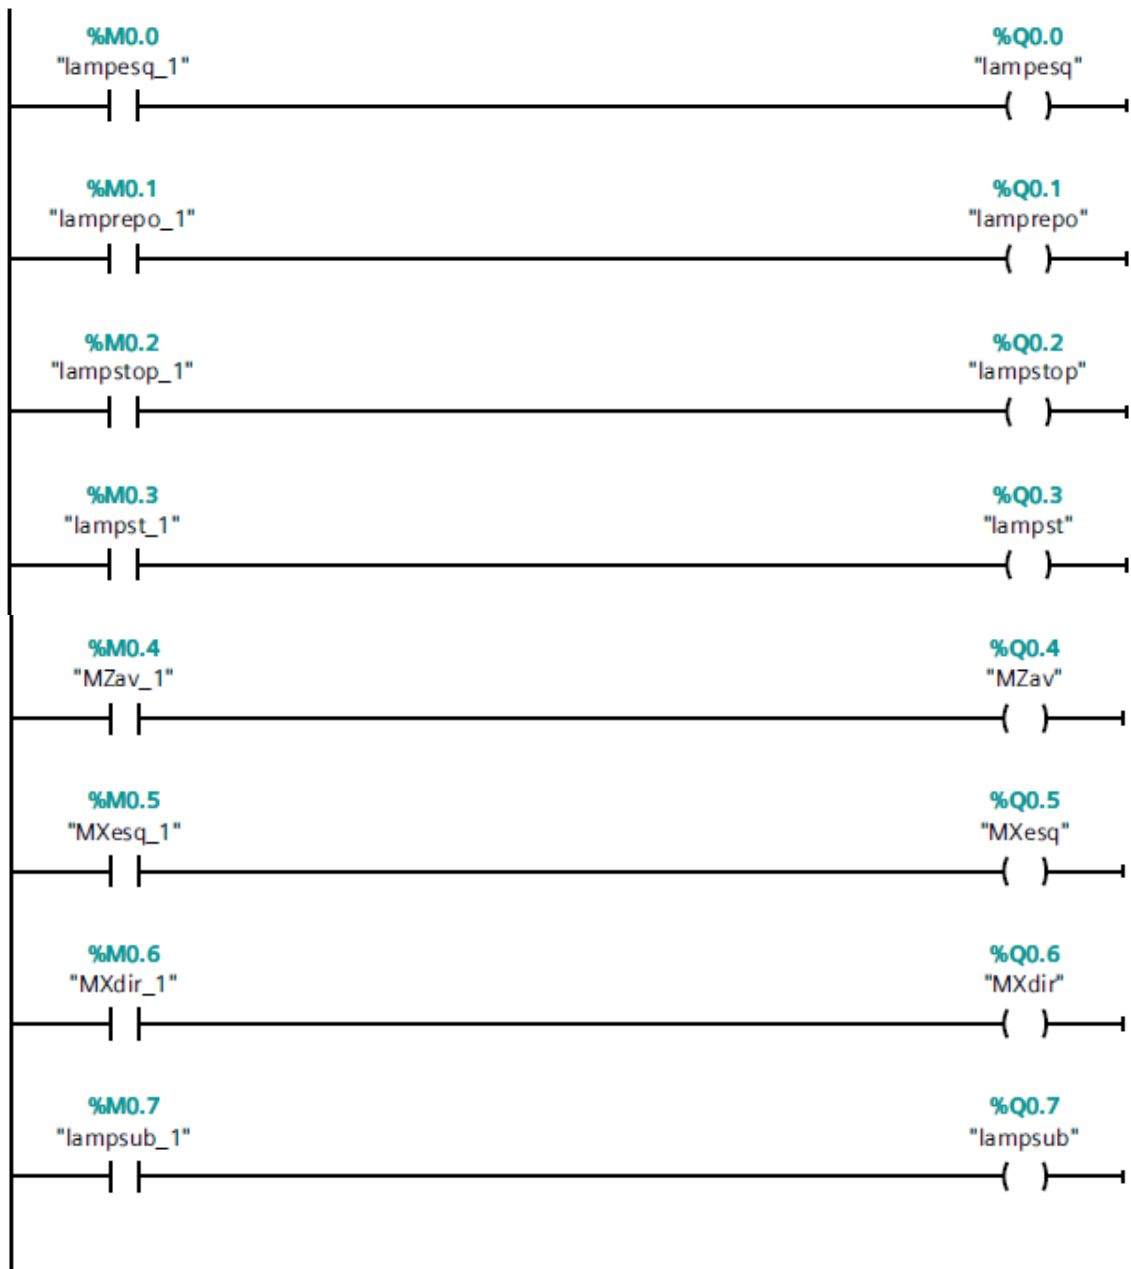 %M0.0 %Q0.0
"lampesq_1" "lampesq"
%M0.1 %Q0.1
"lamprepo_1" "lamprepo"
%M0.2 %Q0.2
"lampstop_1" "lampstop"
%M0.3 %Q0.3
"lampst_1" "lampst"
%M0.4 %Q0.4
"MZav_1" "MZav"
%M0.5 %Q0.5
"MXesq_1" "MXesq"
%M0.6 %Q0.6
"MXdir_1" "MXdir"
%M0.7 %Q0.7
"lampsub_1" "lampsub"